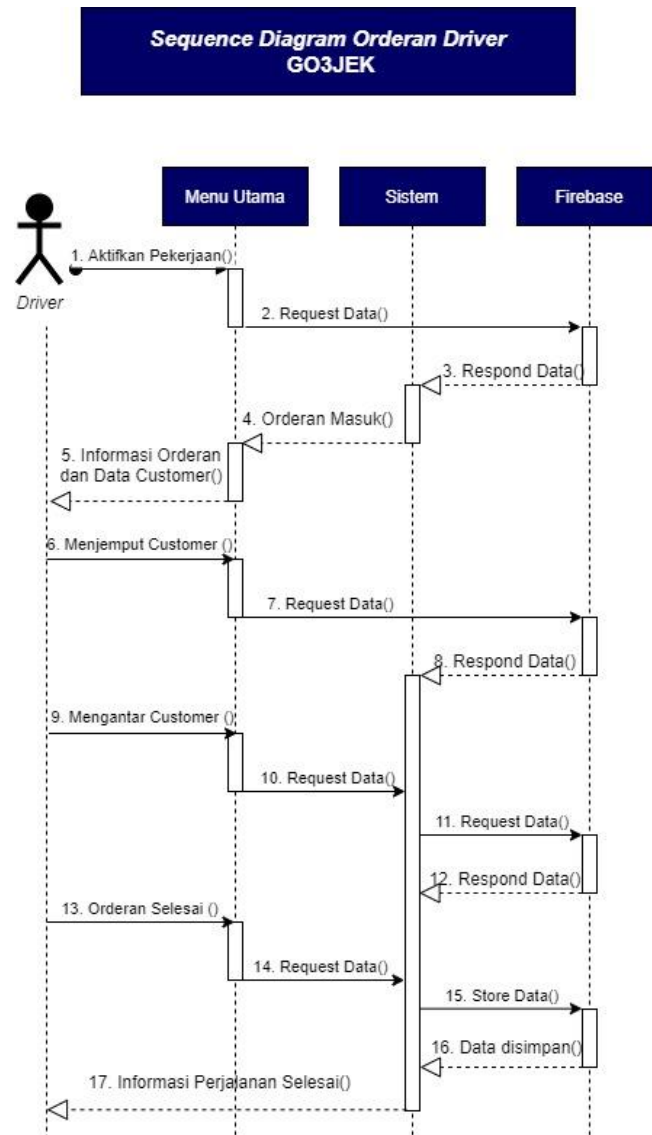 Sequence Diagram Orderan Driver
GO3JEK
Menu Utama
Sistem
Firebase
Driver
1. Aktifkan Pekerjaan()
2. Request Data()
3. Respond Data()
4. Orderan Masuk()
5. Informasi Orderan
dan Data Customer()
6. Menjemput Customer ()
7. Request Data()
8. Respond Data()
9. Mengantar Customer ()
10. Request Data()
11. Request Data()
12. Respond Data()
13. Orderan Selesai ()
14. Request Data()
15. Store Data()
16. Data disimpan()
17. Informasi Perjalanan Selesai()